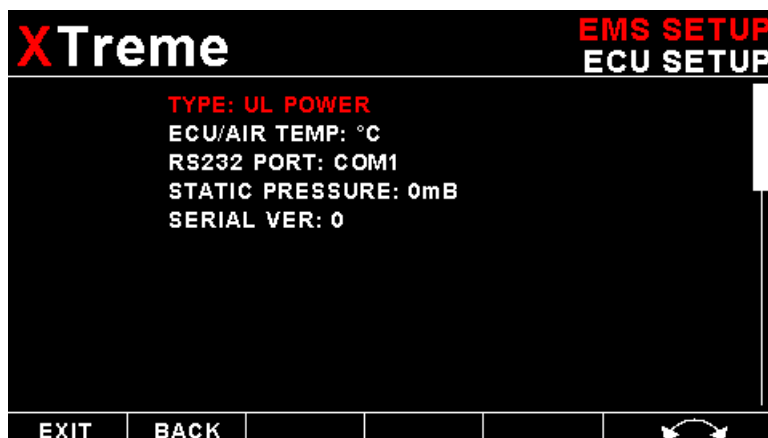 XTreme
EMS SETUP
ECU SETUP
TYPE: UL POWER
ECU/AIR TEMP: °C
RS232 PORT: COM1
STATIC PRESSURE: 0mB
SERIAL VER: 0
EXIT BACK